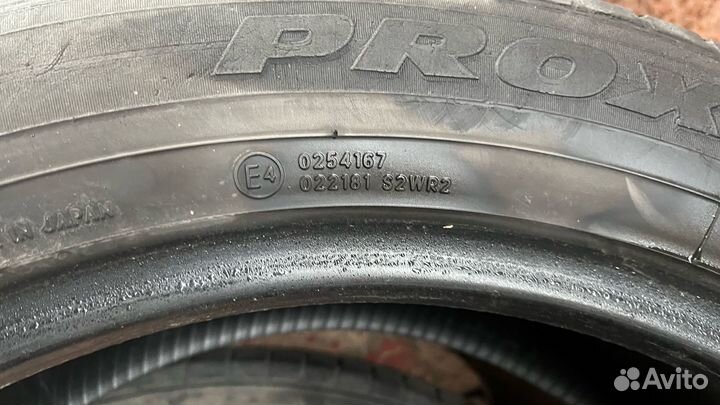 PROX
E4 0254167
022181 S2WR2
IN JAPAN
Avito